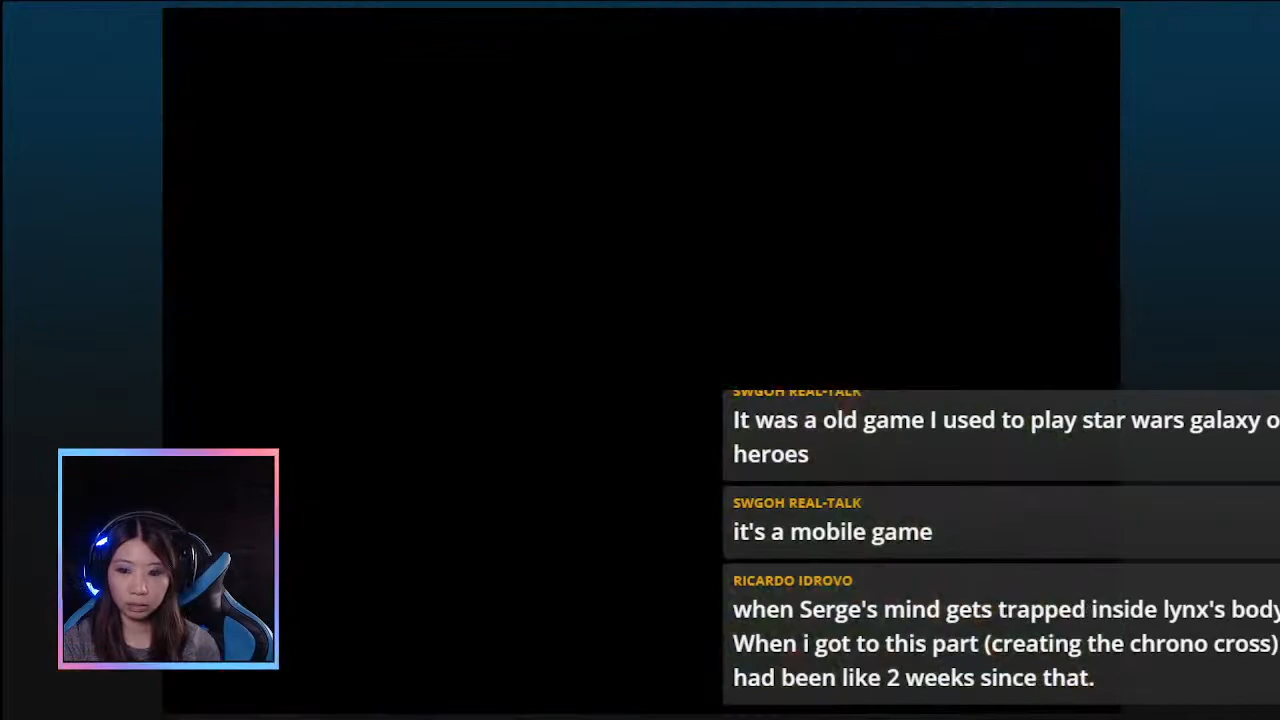 SWGOH REAL-TALK
It was a old game I used to play star wars galaxy o
heroes
SWGOH REAL-TALK
it's a mobile game
RICARDO IDROVO
when Serge's mind gets trapped inside lynx's body
When i got to this part (creating the chrono cross)
had been like 2 weeks since that.